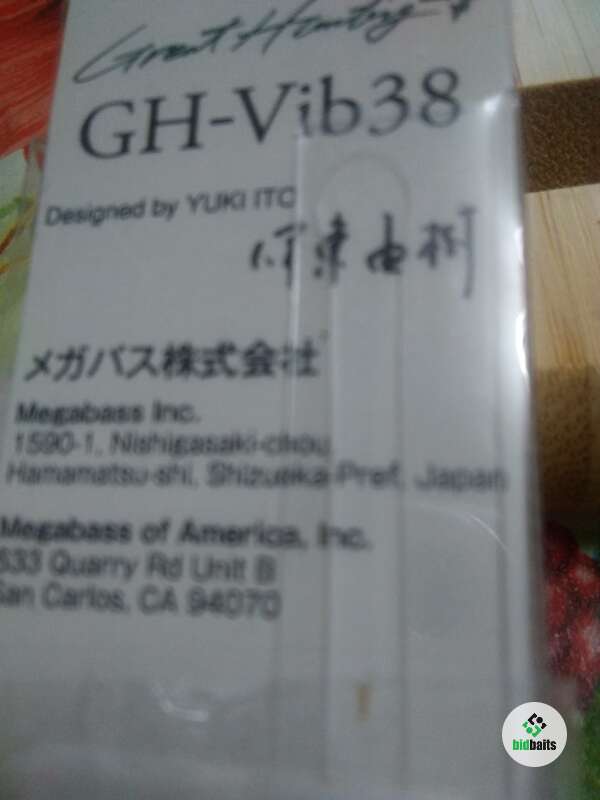 Great Hunting
GH-Vib38
Designed by YUKI ITO
伊東由樹
メガバス株式会社
Megabass Inc.
1590-1, Nishigasaki-chou
Hamamatsu-shi, Shizuoka-Pref. Japan
Megabass of America, Inc.
533 Quarry Rd Unit B
San Carlos, CA 94070
bidbaits